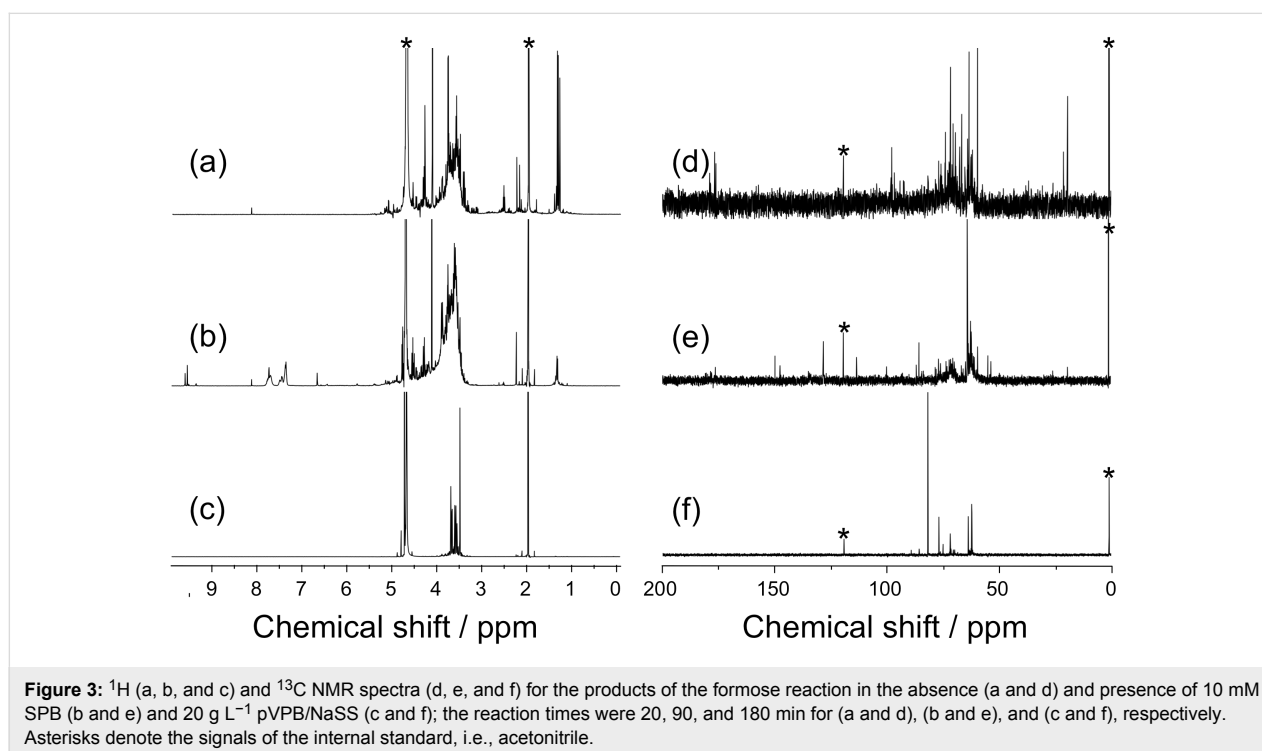 *
*
(a)
(b)
(c)
9
8
7
6
5
4
3
2
1
0
Chemical shift / ppm
*
*
(d)
*
*
(e)
*
*
(f)
200
150
100
50
0
Chemical shift / ppm
Figure 3: ¹H (a, b, and c) and ¹³C NMR spectra (d, e, and f) for the products of the formose reaction in the absence (a and d) and presence of 10 mM
SPB (b and e) and 20 g L⁻¹ pVPB/NaSS (c and f); the reaction times were 20, 90, and 180 min for (a and d), (b and e), and (c and f), respectively.
Asterisks denote the signals of the internal standard, i.e., acetonitrile.